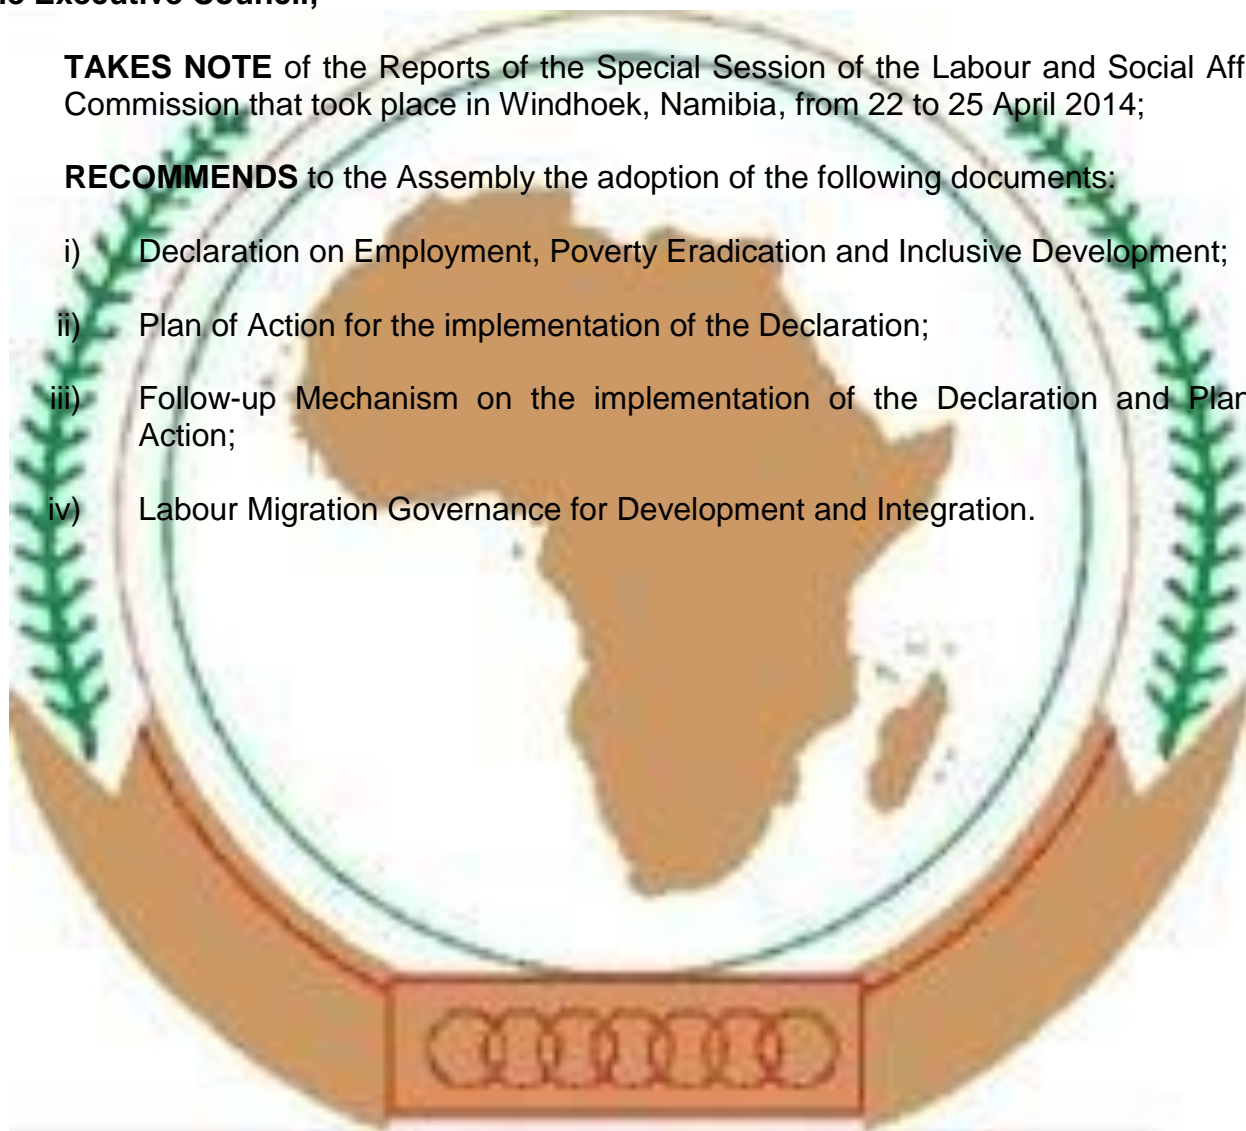 Executive Council,
TAKES NOTE of the Reports of the Special Session of the Labour and Social Aff
Commission that took place in Windhoek, Namibia, from 22 to 25 April 2014;
RECOMMENDS to the Assembly the adoption of the following documents:
i) Declaration on Employment, Poverty Eradication and Inclusive Development;
ii) Plan of Action for the implementation of the Declaration;
iii) Follow-up Mechanism on the implementation of the Declaration and Plan
Action;
iv) Labour Migration Governance for Development and Integration.